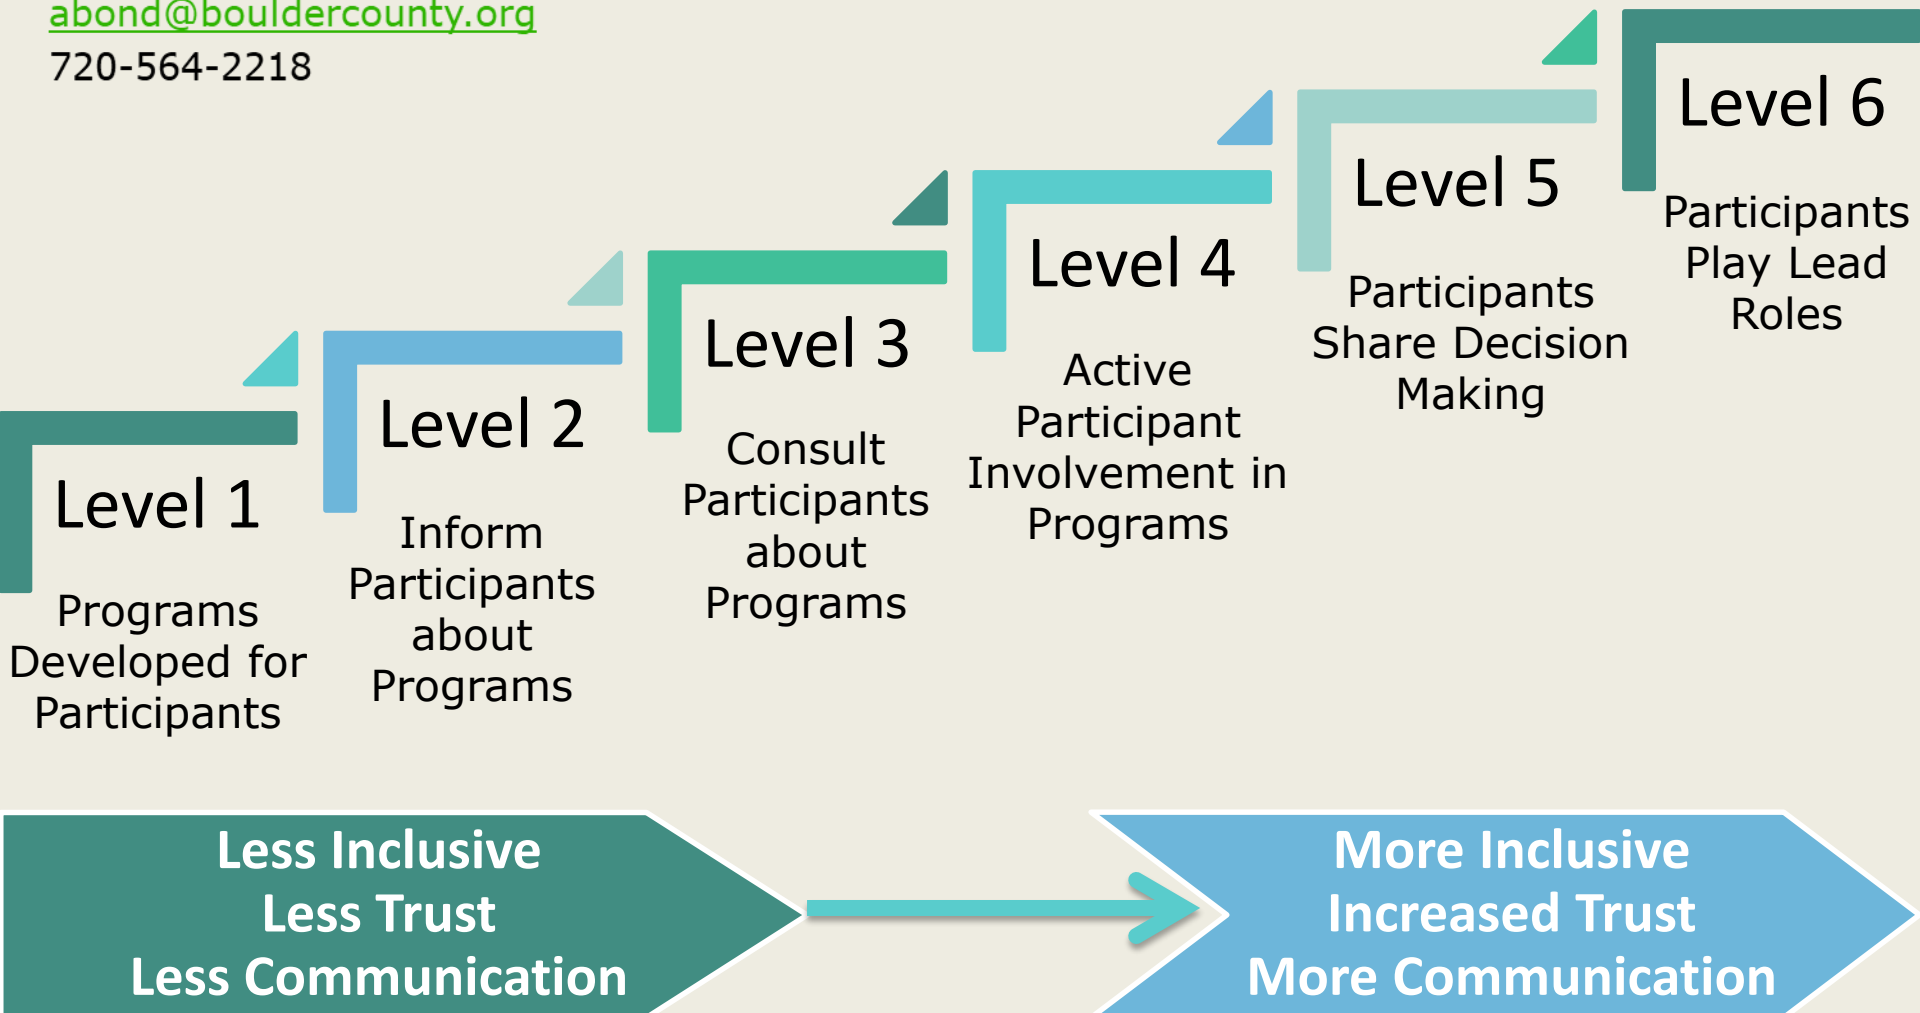 abond@bouldercounty.org
720-564-2218
Level 1
Programs
Developed for
Participants
Level 2
Inform
Participants
about
Programs
Level 3
Consult
Participants
about
Programs
Level 4
Active
Participant
Involvement in
Programs
Level 5
Participants
Share Decision
Making
Level 6
Participants
Play Lead
Roles
Less Inclusive
Less Trust
Less Communication
More Inclusive
Increased Trust
More Communication